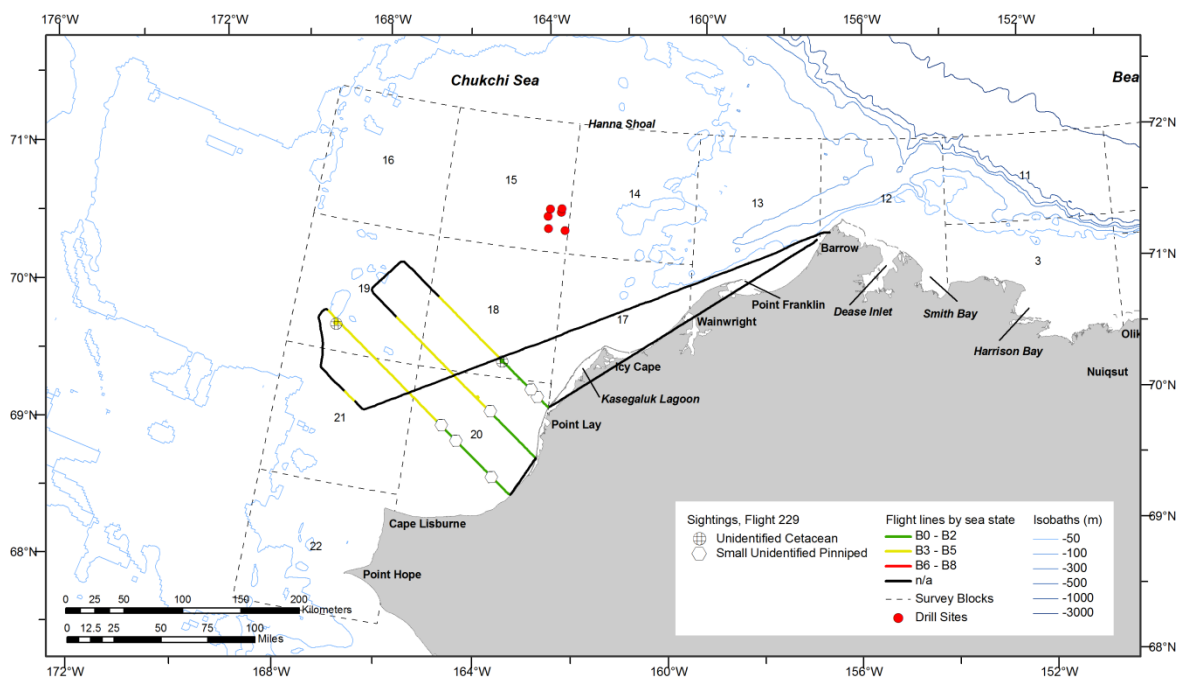 176°W 172°W 168°W 164°W 160°W 156°W 152°W
Chukchi Sea
Bea
72°N
71°N
Hanna Shoal
16
15
14
13
12
11
3
71°N
Barrow
70°N
19
18
17
Point Franklin
Dease Inlet
Smith Bay
Wainwright
Harrison Bay
Olik
Icy Cape
Nuiqsut
Kasegaluk Lagoon
70°N
69°N
21
20
Point Lay
Cape Lisburne
69°N
68°N
22
Point Hope
68°N
0 25 50 100 150 200
Kilometers
0 12.5 25 50 75 100
Miles
Sightings, Flight 229
Unidentified Cetacean
Small Unidentified Pinniped
Flight lines by sea state
B0 - B2
B3 - B5
B6 - B8
n/a
Survey Blocks
Drill Sites
Isobaths (m)
-50
-100
-300
-500
-1000
-3000
172°W 168°W 164°W 160°W 156°W 152°W